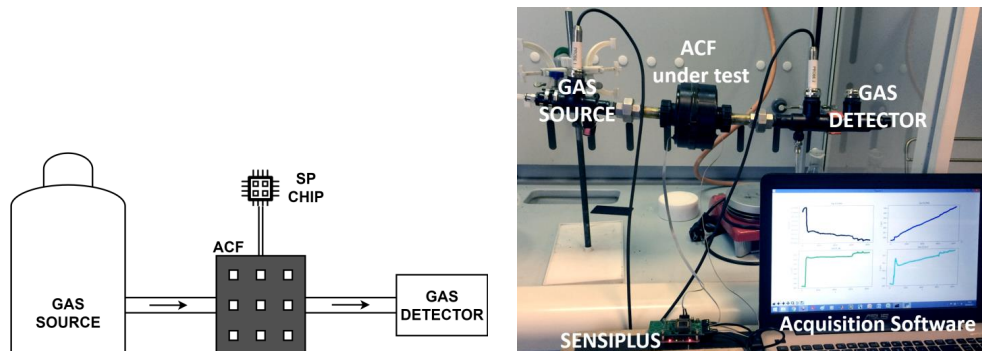 SP
CHIP
ACF
GAS
SOURCE
GAS
DETECTOR
ACF
under test
GAS
SOURCE
GAS
DETECTOR
SENSIPLUS
Acquisition Software